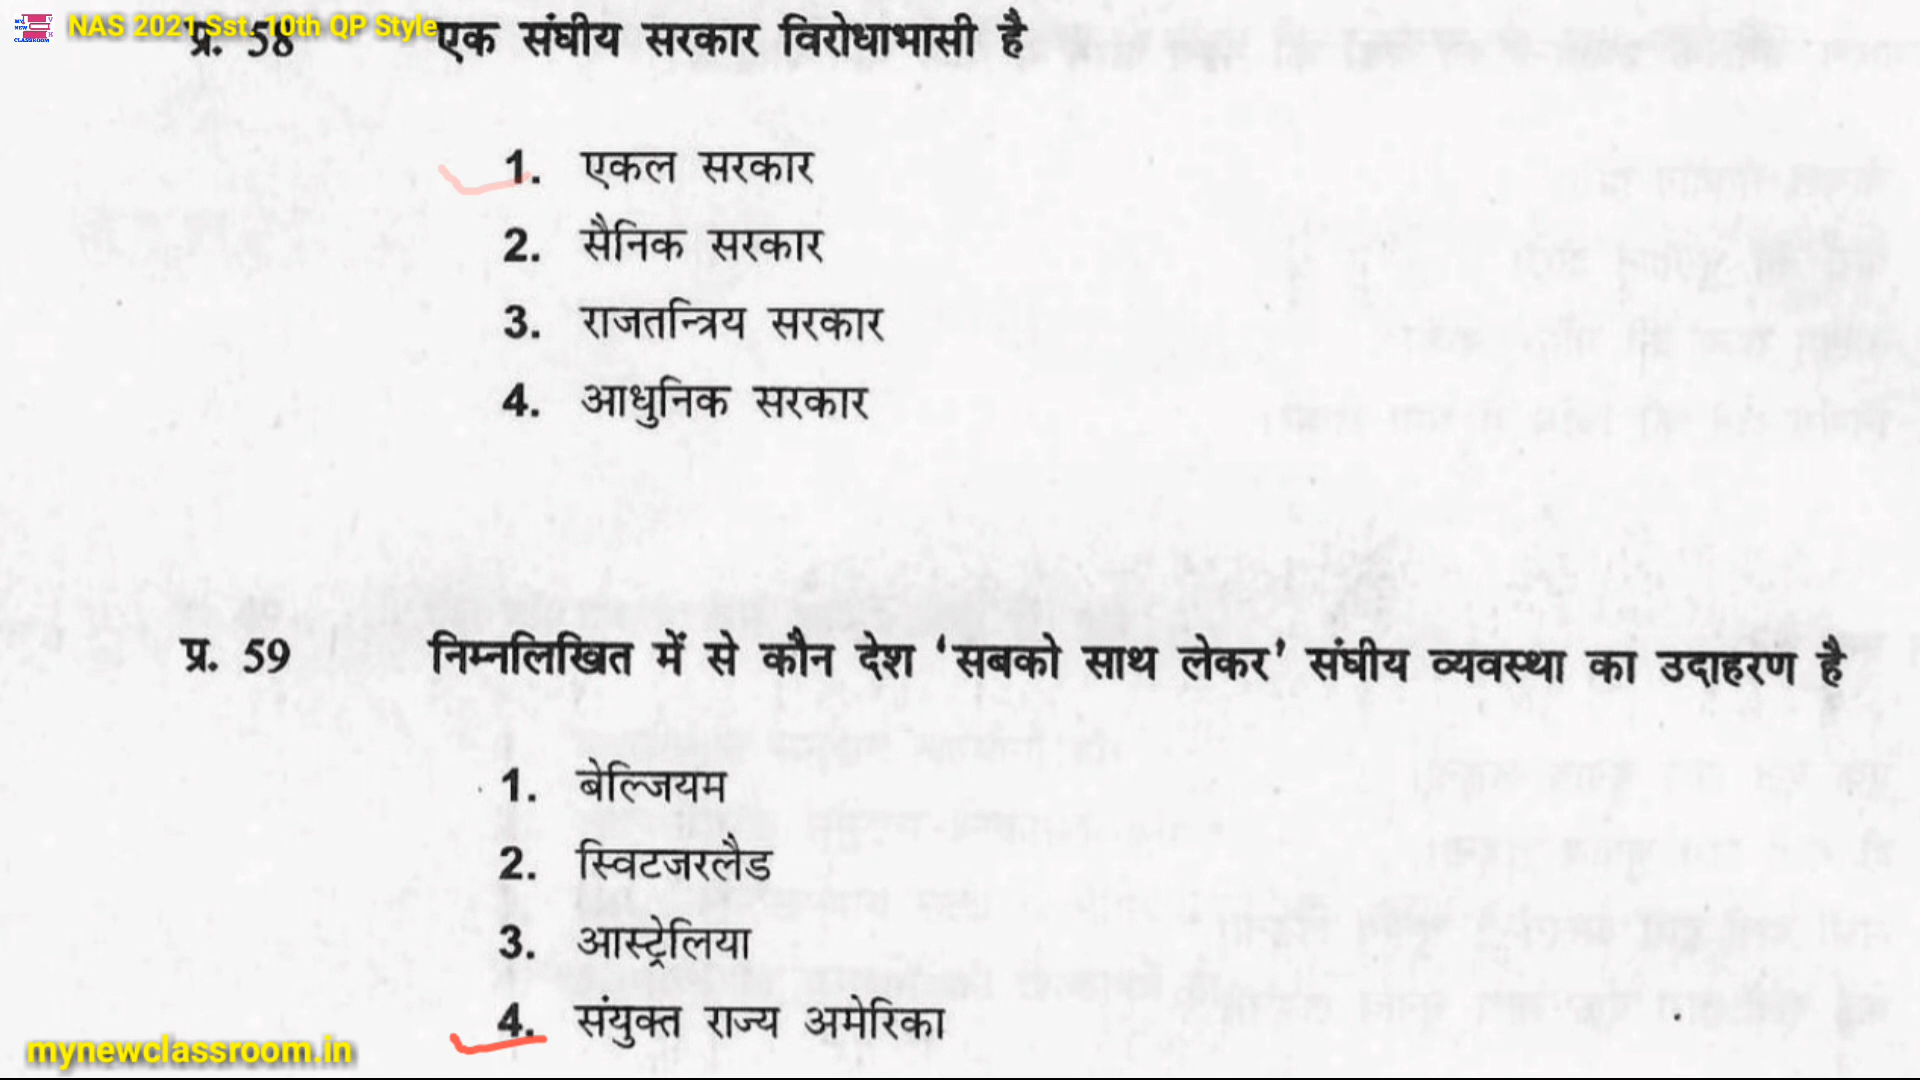 NAS 2021 Sst. 10th QP Style
प्र. 58 एक संघीय सरकार विरोधाभासी है
1. एकल सरकार
2. सैनिक सरकार
3. राजतन्त्रिय सरकार
4. आधुनिक सरकार
प्र. 59 निम्नलिखित में से कौन देश ‘सबको साथ लेकर’ संघीय व्यवस्था का उदाहरण है
1. बेल्जियम
2. स्विटजरलैड
3. आस्ट्रेलिया
4. संयुक्त राज्य अमेरिका
mynewclassroom.in